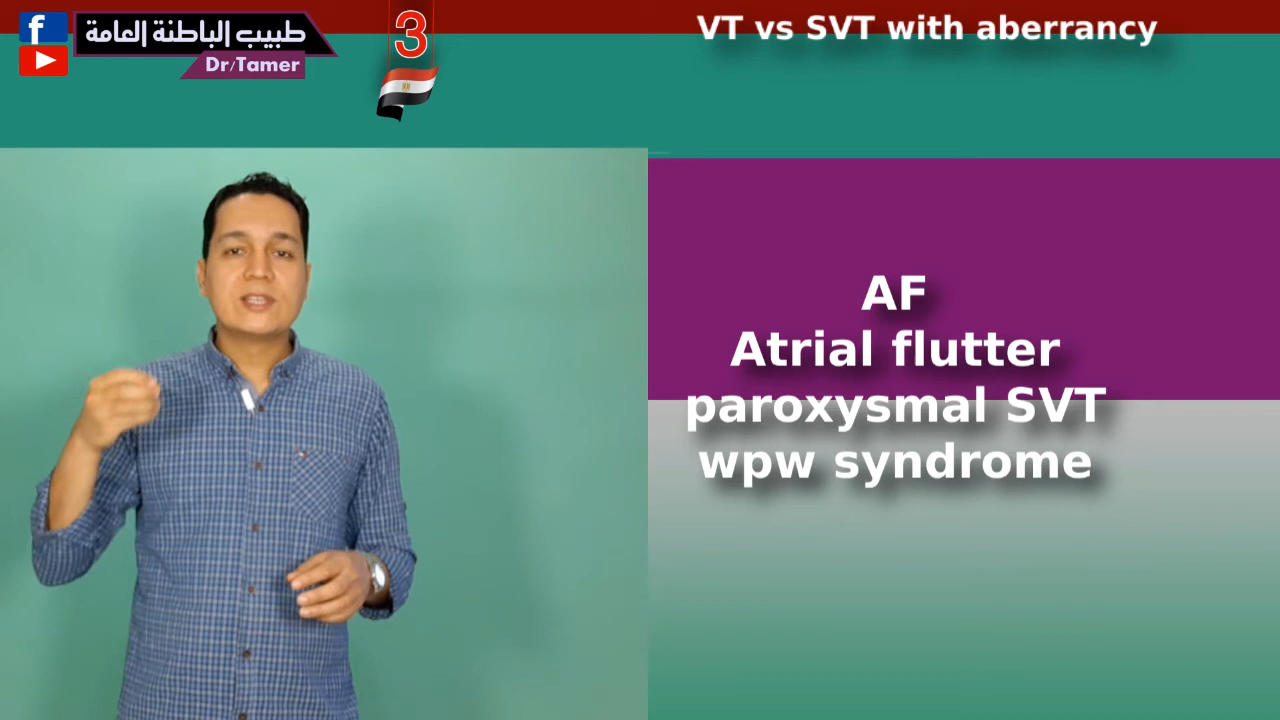 f
طبيب الباطنة العامة
Dr/Tamer
3
VT vs SVT with aberrancy
AF
Atrial flutter
paroxysmal SVT
wpw syndrome